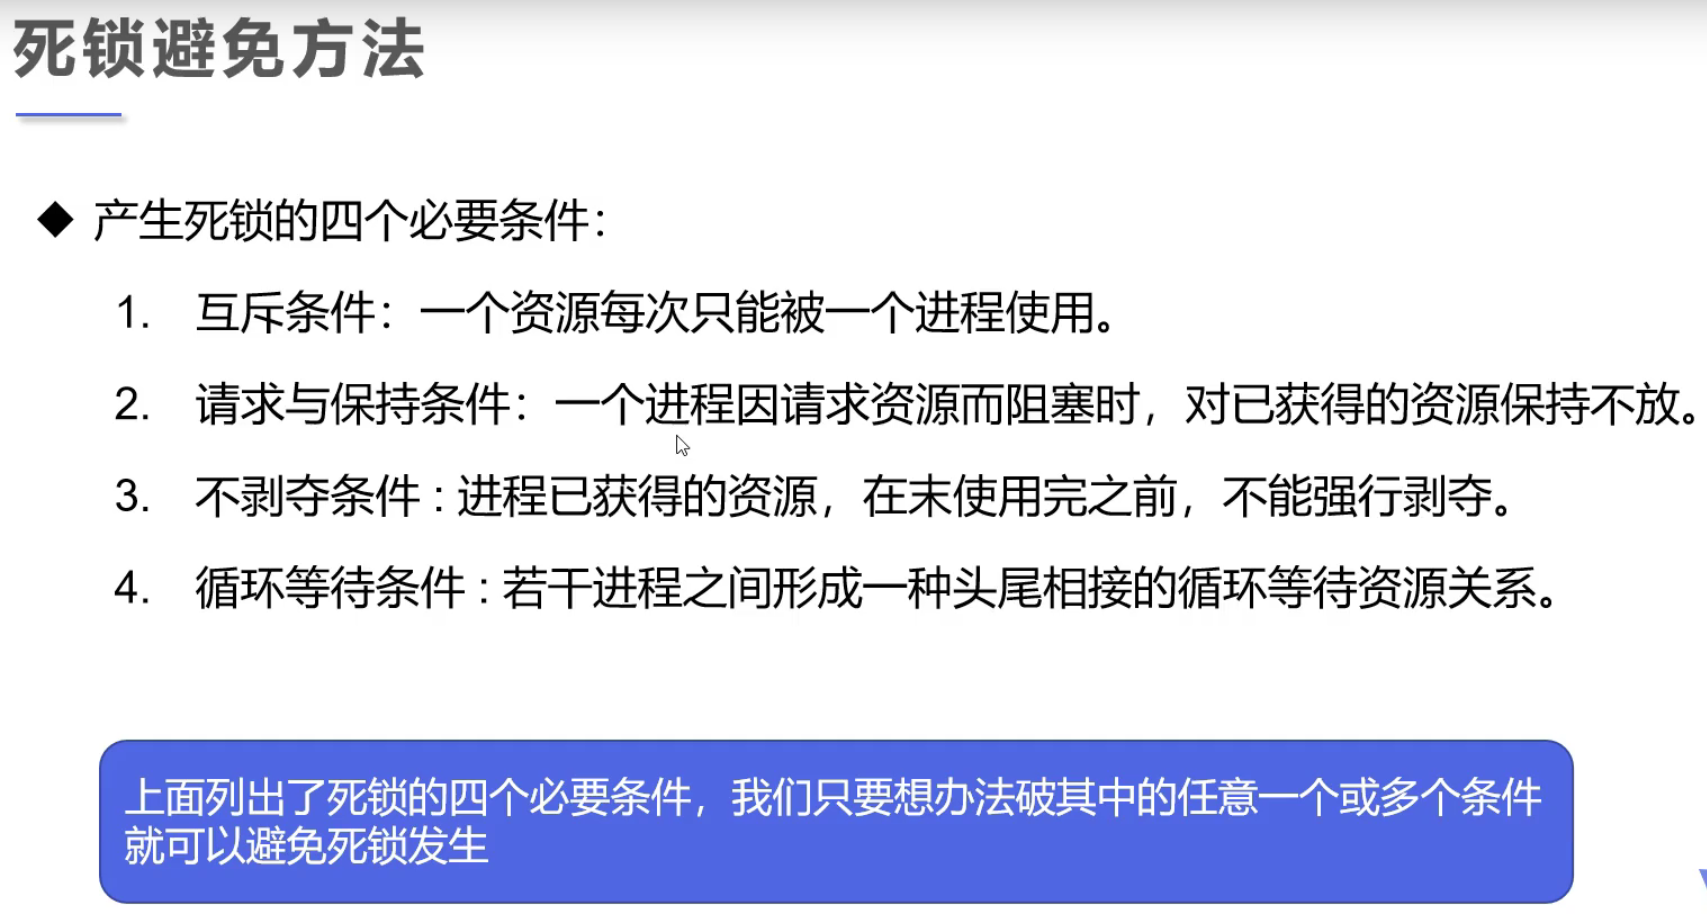 死锁避免方法
◆ 产生死锁的四个必要条件：
1. 互斥条件：一个资源每次只能被一个进程使用。
2. 请求与保持条件：一个进程因请求资源而阻塞时，对已获得的资源保持不放。
3. 不剥夺条件 : 进程已获得的资源，在末使用完之前，不能强行剥夺。
4. 循环等待条件 : 若干进程之间形成一种头尾相接的循环等待资源关系。
上面列出了死锁的四个必要条件，我们只要想办法破其中的任意一个或多个条件
就可以避免死锁发生